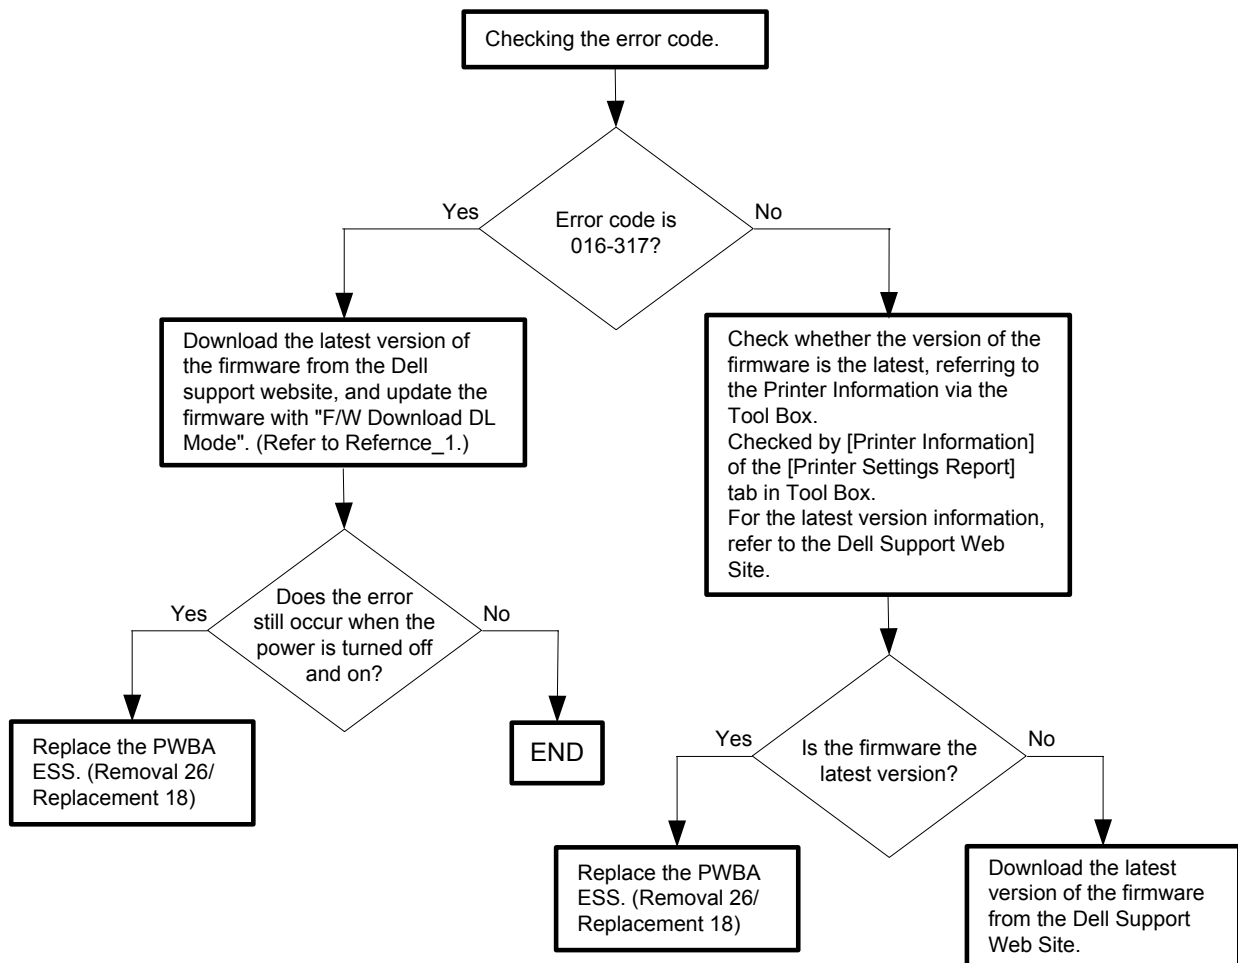 Checking the error code.
Yes
No
Error code is
016-317?
Download the latest version of
the firmware from the Dell
support website, and update the
firmware with "F/W Download DL
Mode". (Refer to Refernce_1.)
Check whether the version of the
firmware is the latest, referring to
the Printer Information via the
Tool Box.
Checked by [Printer Information]
of the [Printer Settings Report]
tab in Tool Box.
For the latest version information,
refer to the Dell Support Web
Site.
Yes
No
Does the error
still occur when the
power is turned off
and on?
Replace the PWBA
ESS. (Removal 26/
Replacement 18)
END
Yes
No
Is the firmware the
latest version?
Replace the PWBA
ESS. (Removal 26/
Replacement 18)
Download the latest
version of the firmware
from the Dell Support
Web Site.